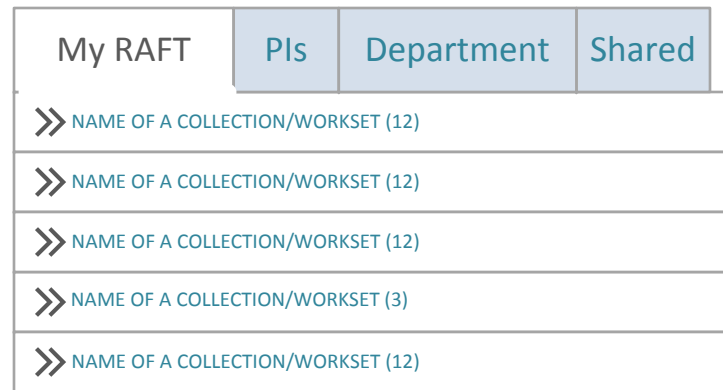 My RAFT PIs Department Shared
NAME OF A COLLECTION/WORKSET (12)
NAME OF A COLLECTION/WORKSET (12)
NAME OF A COLLECTION/WORKSET (12)
NAME OF A COLLECTION/WORKSET (3)
NAME OF A COLLECTION/WORKSET (12)